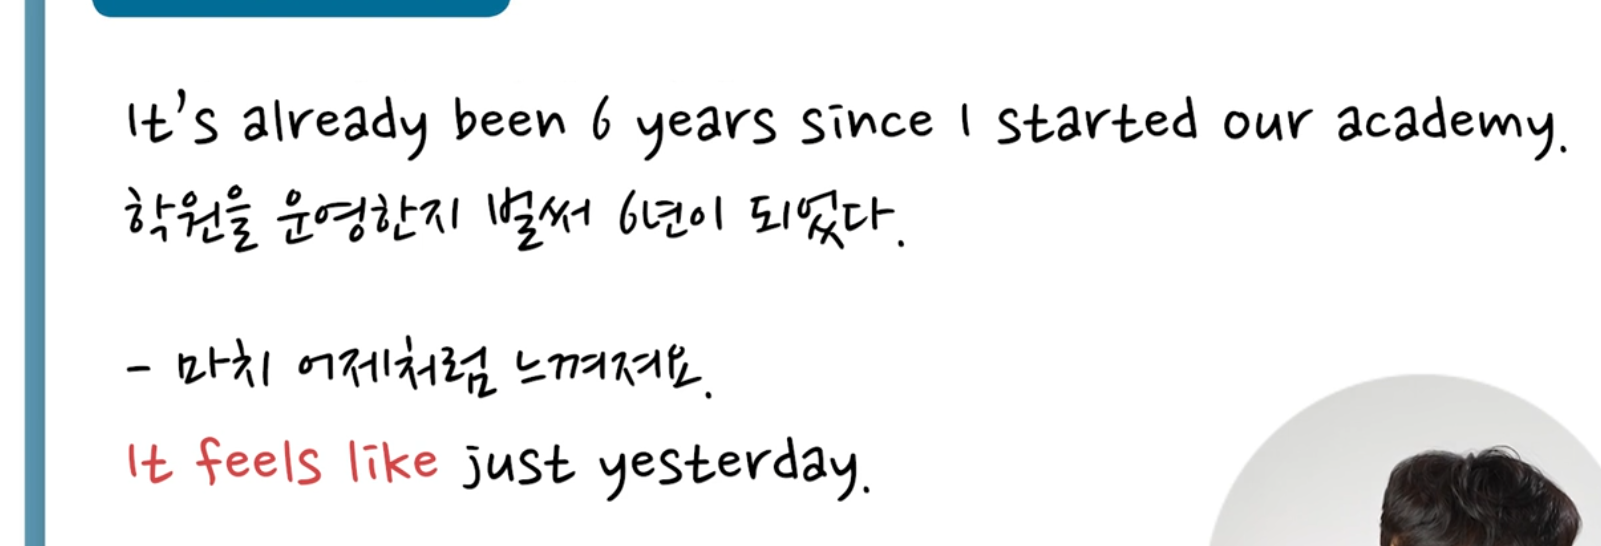 It's already been 6 years since I started our academy.
학원을 운영한지 벌써 6년이 되었다.
- 마치 어제처럼 느껴져요.
It feels like just yesterday.